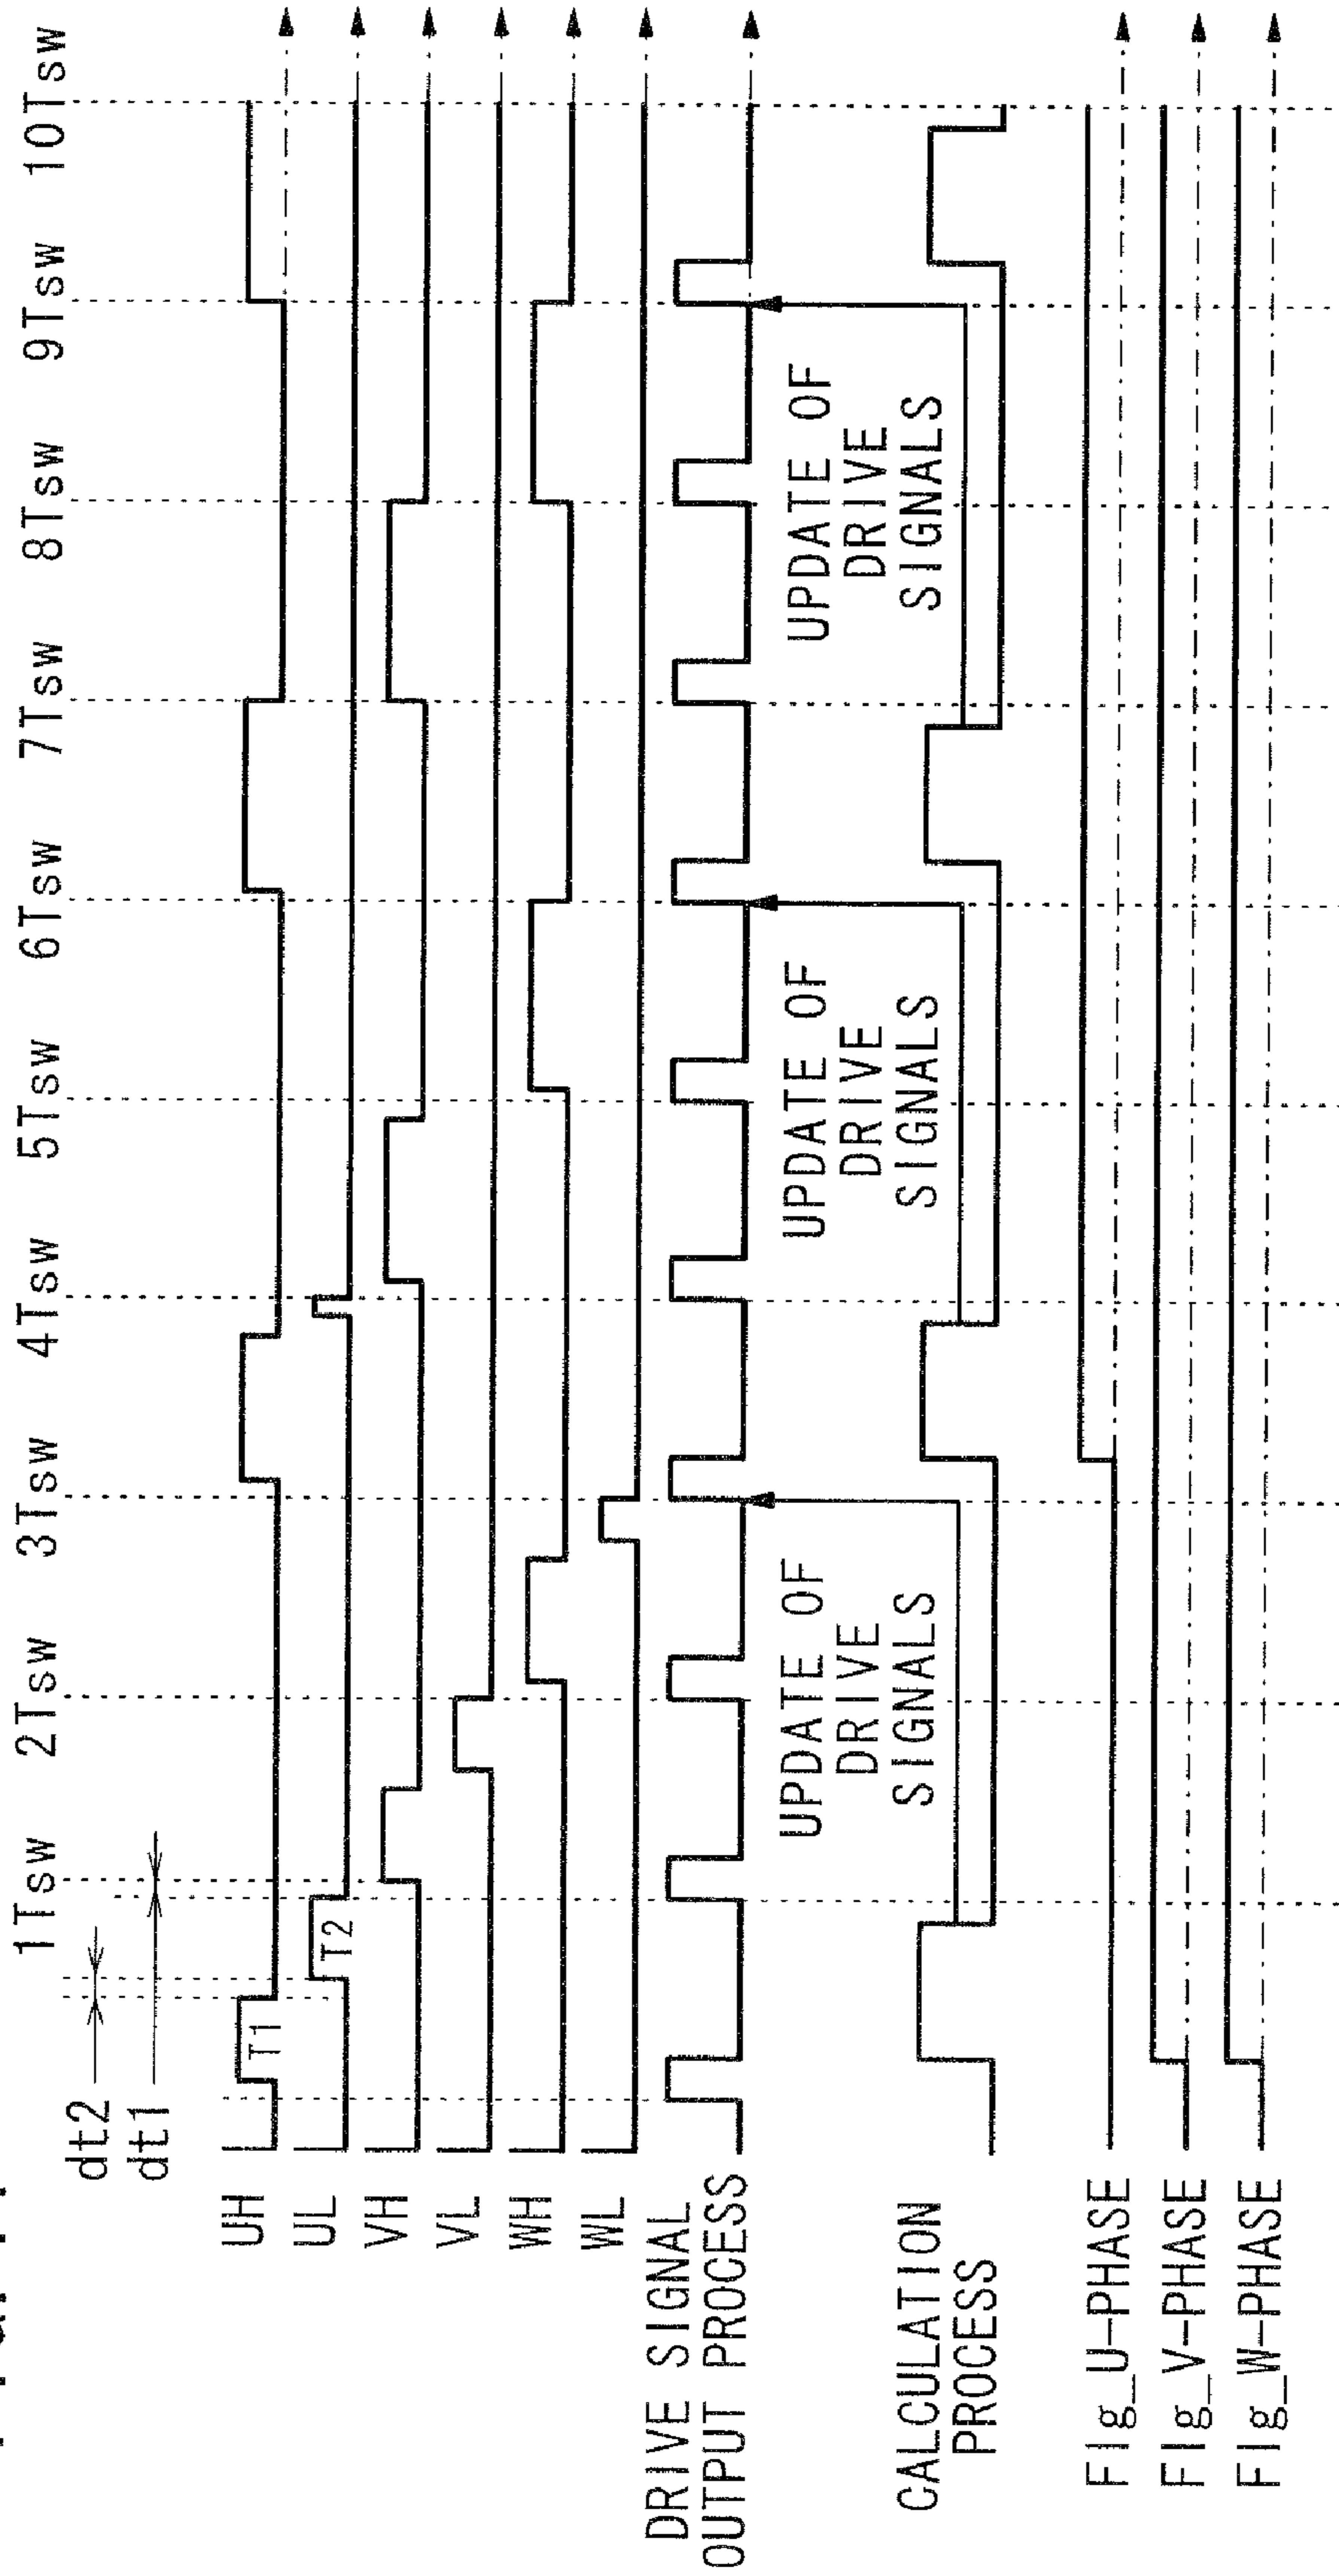 1Tsw 2Tsw 3Tsw 4Tsw 5Tsw 6Tsw 7Tsw 8Tsw 9Tsw 10Tsw
dt2
dt1
UH
T1
UL
T2
VH
VL
WH
WL
DRIVE SIGNAL
OUTPUT PROCESS
UPDATE OF
DRIVE
SIGNALS
UPDATE OF
DRIVE
SIGNALS
UPDATE OF
DRIVE
SIGNALS
CALCULATION
PROCESS
Flg_U-PHASE
Flg_V-PHASE
Flg_W-PHASE